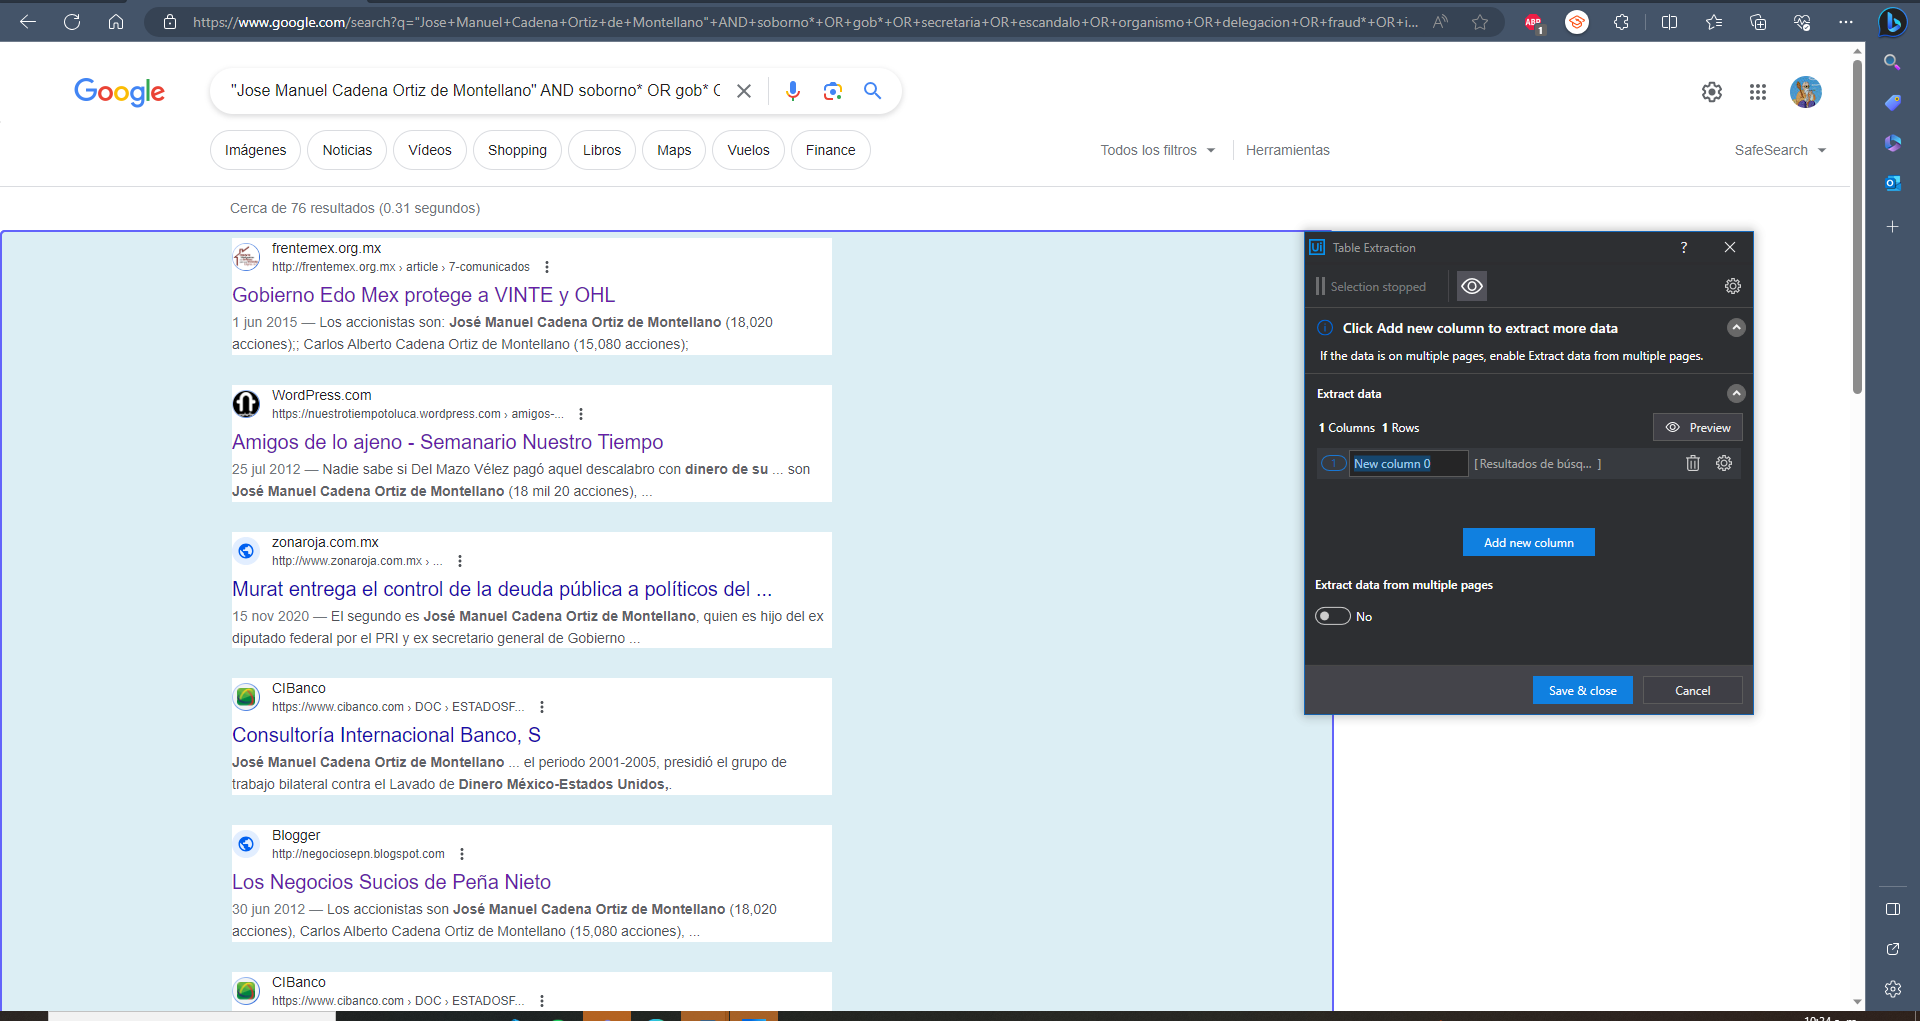 https://www.google.com/search?q="Jose+Manuel+Cadena+Ortiz+de+Montellano"+AND+soborno*+OR+gob*+OR+secretaria+OR+escandalo+OR+organismo+OR+delegacion+OR+fraud*+OR+i...
ABP
1
Google
"Jose Manuel Cadena Ortiz de Montellano" AND soborno* OR gob* O
Imágenes
Noticias
Vídeos
Shopping
Libros
Maps
Vuelos
Finance
Todos los filtros
Herramientas
SafeSearch
Cerca de 76 resultados (0.31 segundos)
frentemex.org.mx
http://frentemex.org.mx › article › 7-comunicados
Gobierno Edo Mex protege a VINTE y OHL
1 jun 2015 — Los accionistas son: José Manuel Cadena Ortiz de Montellano (18,020
acciones);; Carlos Alberto Cadena Ortiz de Montellano (15,080 acciones);
WordPress.com
https://nuestrotiempotoluca.wordpress.com › amigos-...
Amigos de lo ajeno - Semanario Nuestro Tiempo
25 jul 2012 — Nadie sabe si Del Mazo Vélez pagó aquel descalabro con dinero de su ... son
José Manuel Cadena Ortiz de Montellano (18 mil 20 acciones), ...
zonaroja.com.mx
http://www.zonaroja.com.mx › ...
Murat entrega el control de la deuda pública a políticos del ...
15 nov 2020 — El segundo es José Manuel Cadena Ortiz de Montellano, quien es hijo del ex
diputado federal por el PRI y ex secretario general de Gobierno ...
CIBanco
https://www.cibanco.com › DOC › ESTADOSF...
Consultoría Internacional Banco, S
José Manuel Cadena Ortiz de Montellano ... el periodo 2001-2005, presidió el grupo de
trabajo bilateral contra el Lavado de Dinero México-Estados Unidos,.
Blogger
http://negociosepn.blogspot.com
Los Negocios Sucios de Peña Nieto
30 jun 2012 — Los accionistas son José Manuel Cadena Ortiz de Montellano (18,020
acciones), Carlos Alberto Cadena Ortiz de Montellano (15,080 acciones), ...
CIBanco
https://www.cibanco.com › DOC › ESTADOSF...
Ui Table Extraction ?
Selection stopped
Click Add new column to extract more data
If the data is on multiple pages, enable Extract data from multiple pages.
Extract data
1 Columns 1 Rows
Preview
1 New column 0 [ Resultados de búsq... ]
Add new column
Extract data from multiple pages
No
Save & close
Cancel